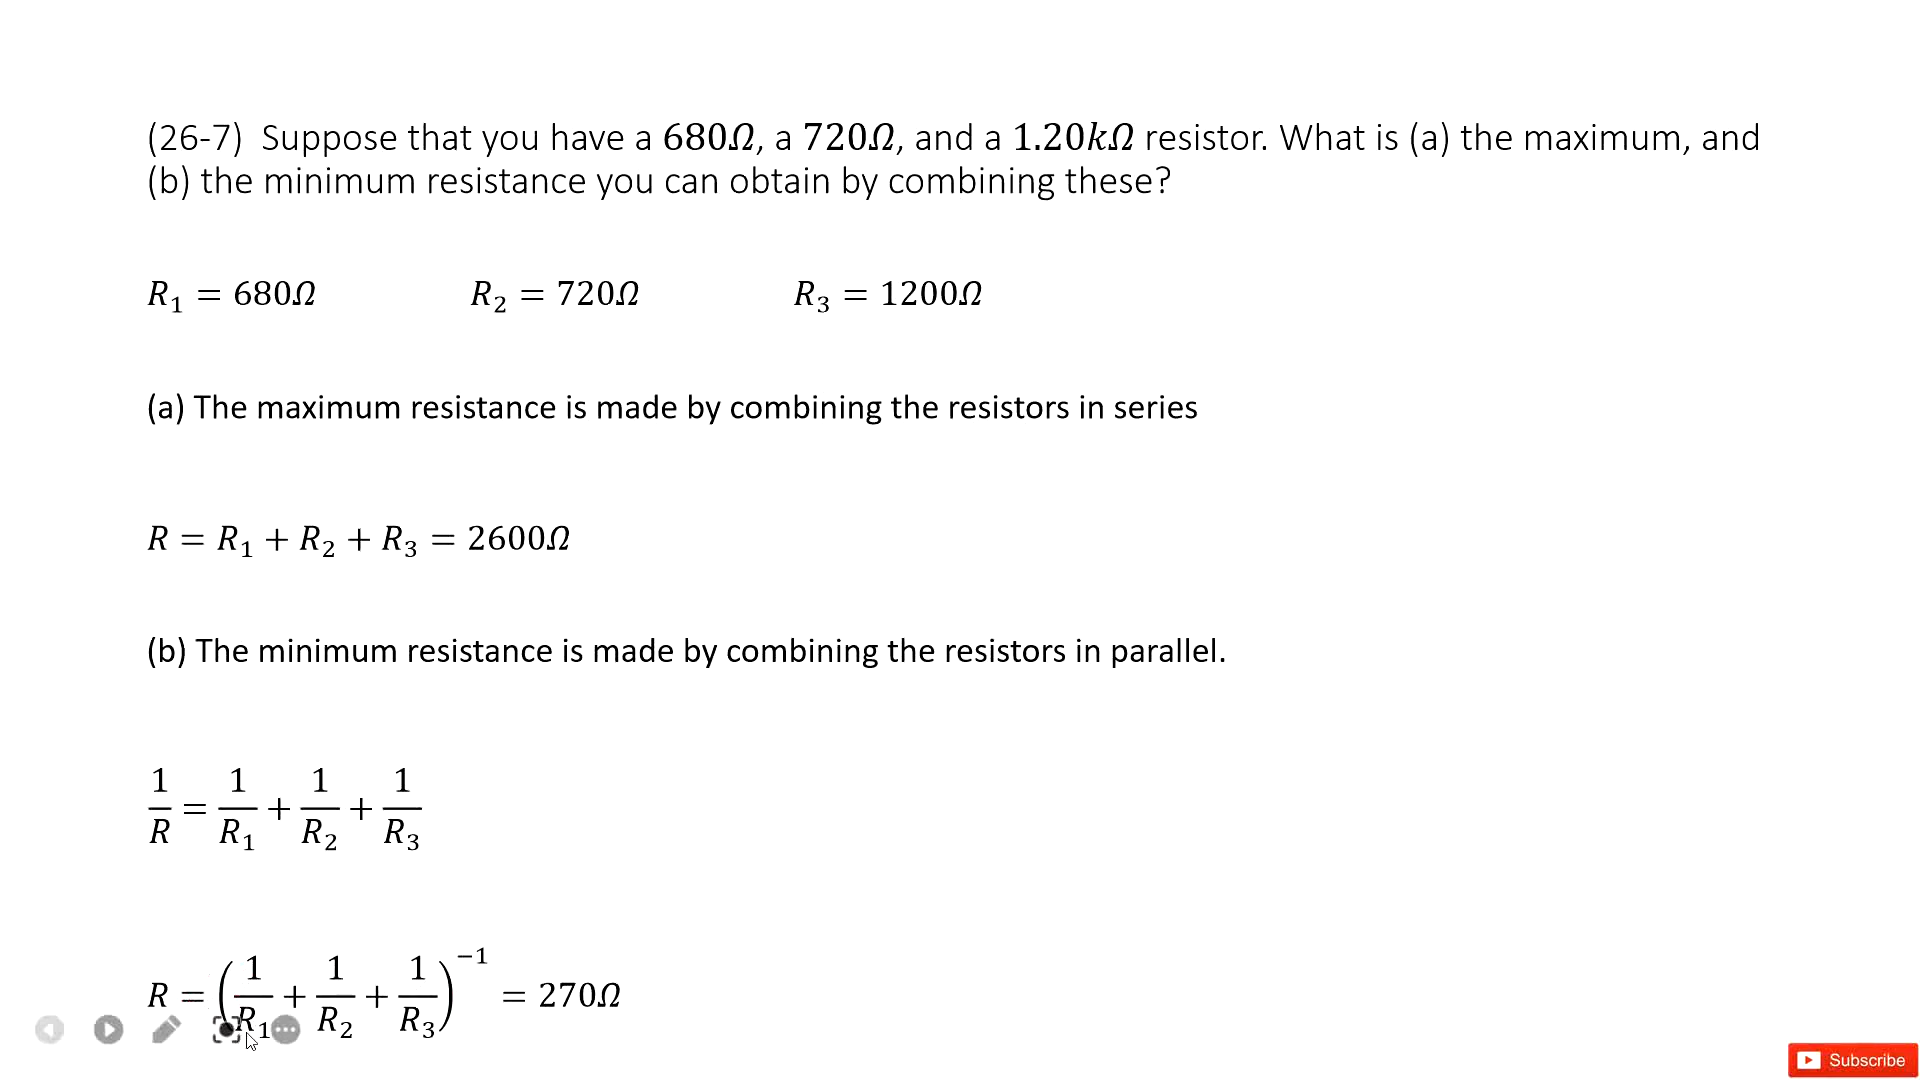 (26-7) Suppose that you have a 680Ω, a 720Ω, and a 1.20kΩ resistor. What is (a) the maximum, and
(b) the minimum resistance you can obtain by combining these?
R₁ = 680Ω R₂ = 720Ω R₃ = 1200Ω
(a) The maximum resistance is made by combining the resistors in series
R = R₁ + R₂ + R₃ = 2600Ω
(b) The minimum resistance is made by combining the resistors in parallel.
1/R = 1/R₁ + 1/R₂ + 1/R₃
R = (1/R₁ + 1/R₂ + 1/R₃)⁻¹ = 270Ω
Subscribe